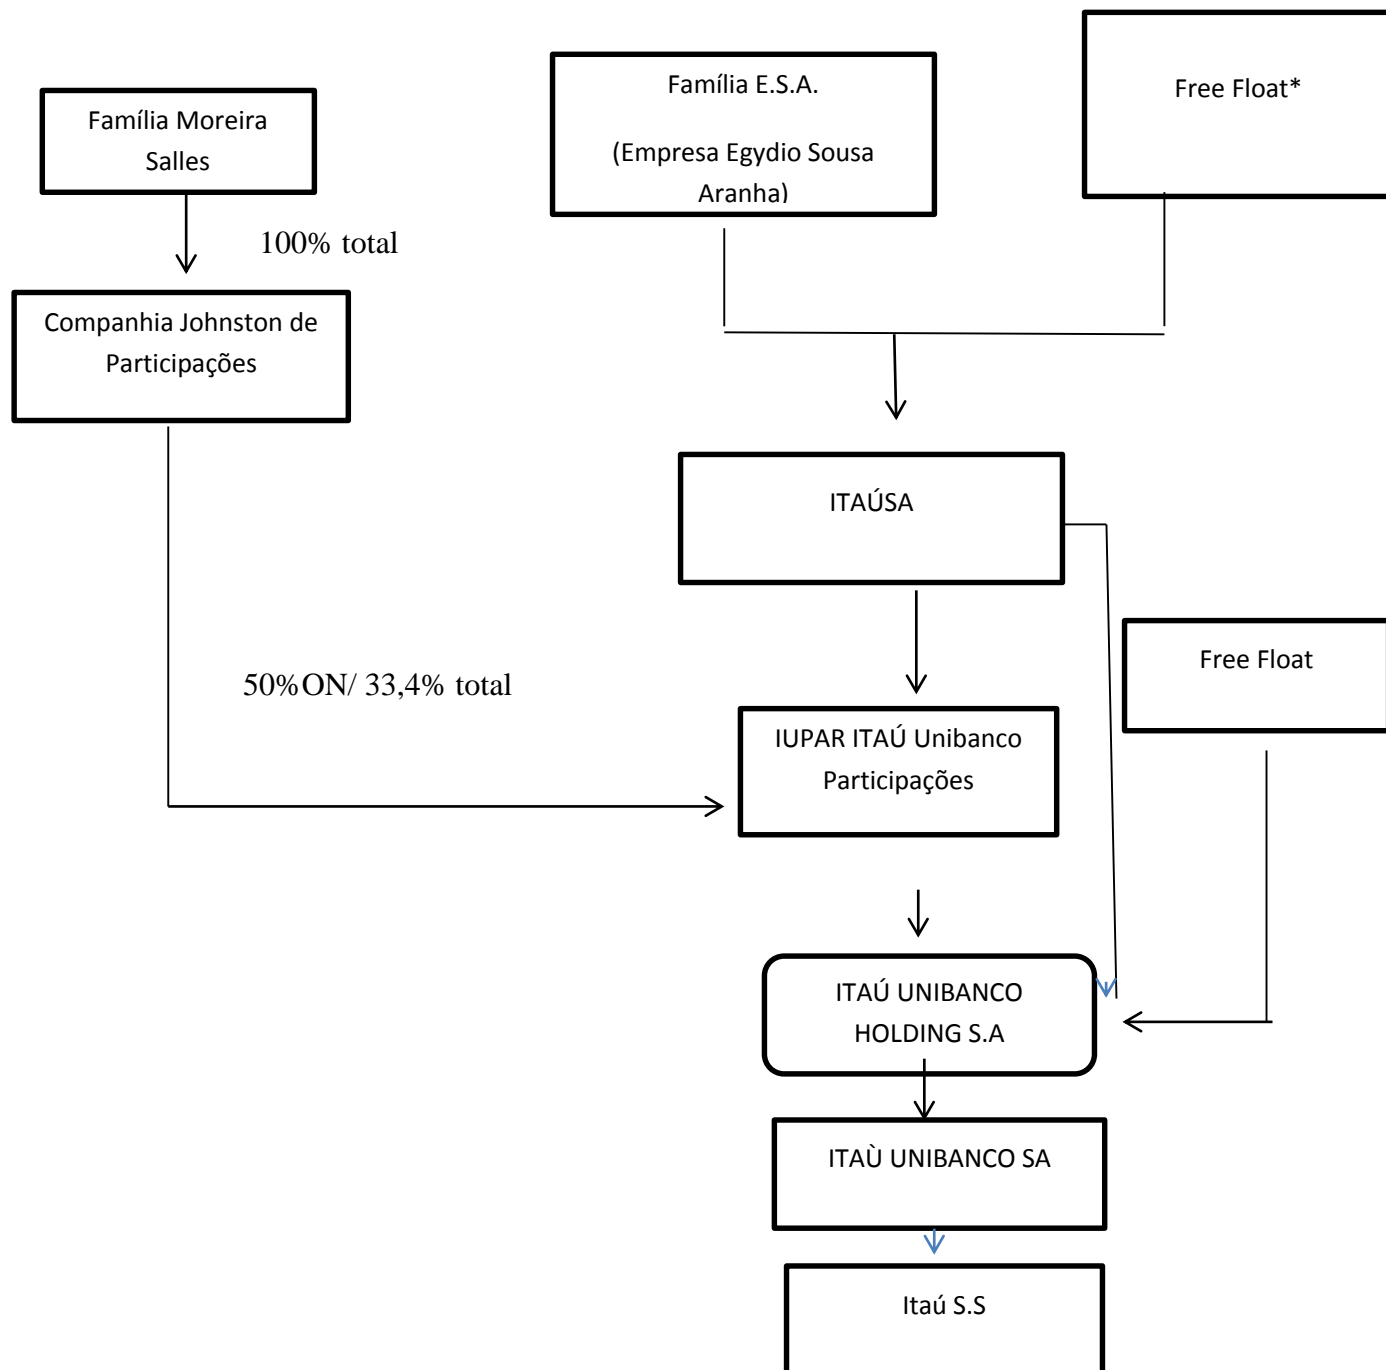 Família Moreira
Salles
Família E.S.A.
(Empresa Egydio Sousa
Aranha)
Free Float*
100% total
Companhia Johnston de
Participações
ITAÚSA
Free Float
50%ON/ 33,4% total
IUPAR ITAÚ Unibanco
Participações
ITAÚ UNIBANCO
HOLDING S.A
ITAÙ UNIBANCO SA
Itaú S.S